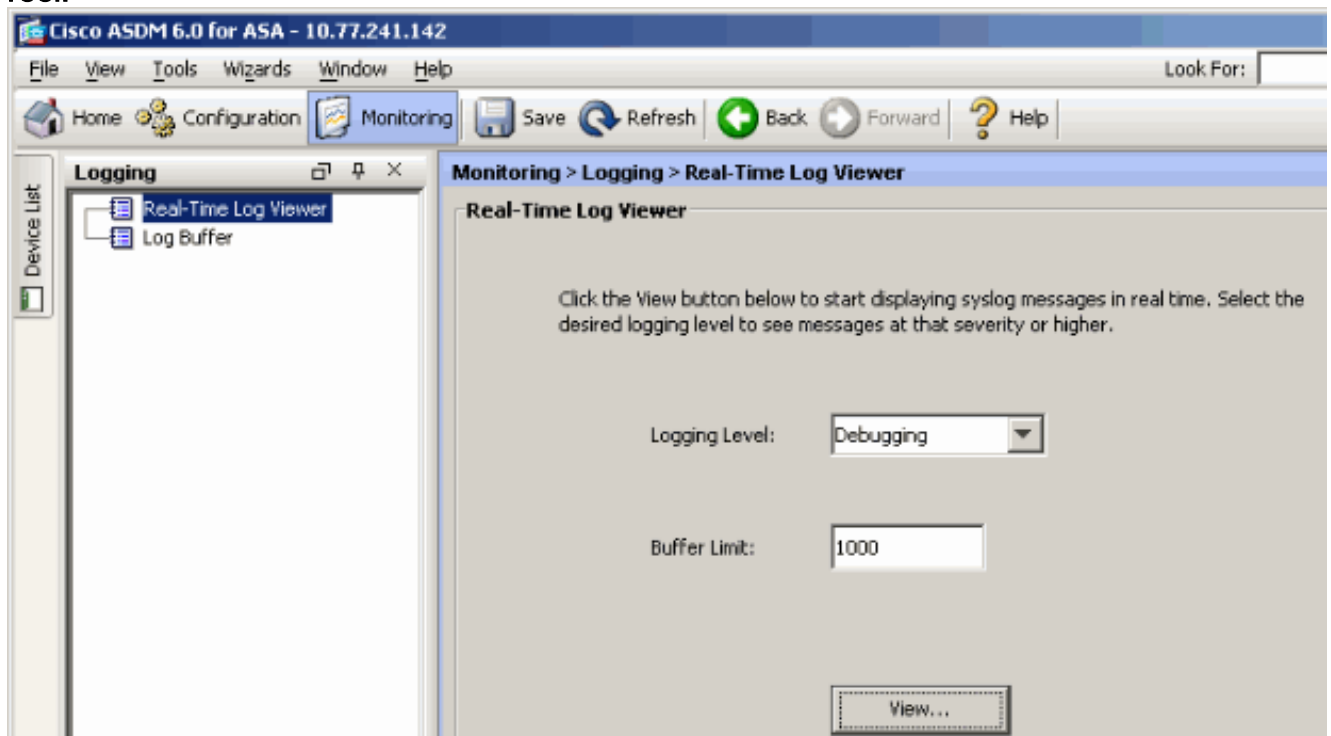 Cisco ASDM 6.0 for ASA - 10.77.241.142
File View Tools Wizards Window Help Look For:
Home Configuration Monitoring Save Refresh Back Forward Help
Device List
Logging
Real-Time Log Viewer
Log Buffer
Monitoring > Logging > Real-Time Log Viewer
Real-Time Log Viewer
Click the View button below to start displaying syslog messages in real time. Select the
desired logging level to see messages at that severity or higher.
Logging Level: Debugging
Buffer Limit: 1000
View...